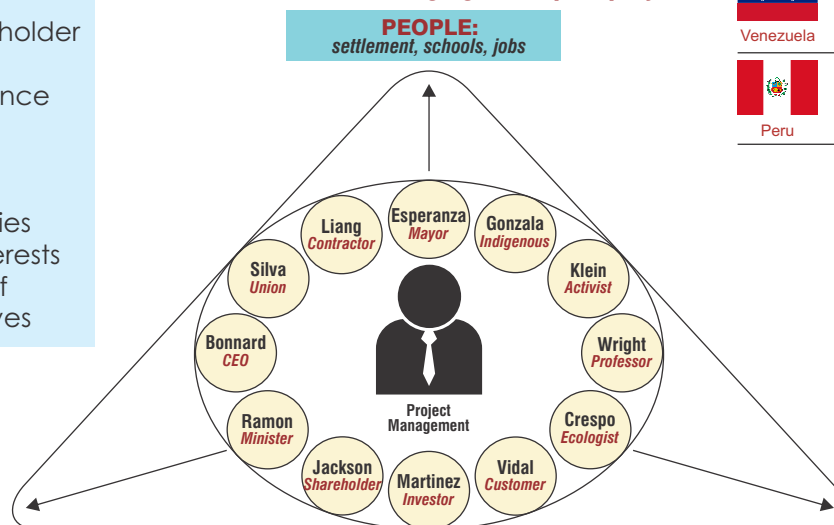 holder
nce
ies
erests
f
ves
PEOPLE:
settlement, schools, jobs
Venezuela
Peru
Esperanza
Mayor
Gonzala
Indigenous
Klein
Activist
Wright
Professor
Crespo
Ecologist
Vidal
Customer
Martinez
Investor
Jackson
Shareholder
Ramon
Minister
Bonnard
CEO
Silva
Union
Liang
Contractor
Project
Management